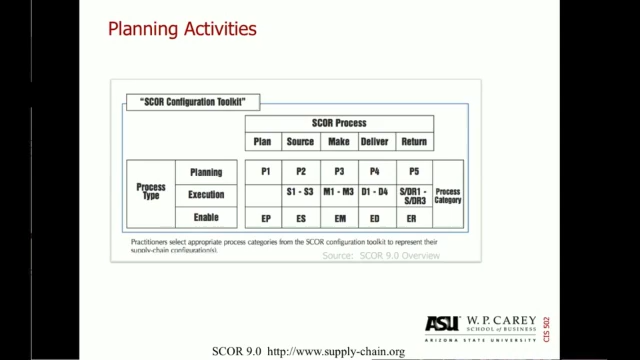 Planning Activities
"SCOR Configuration Toolkit"
SCOR Process
Plan Source Make Deliver Return
Planning P1 P2 P3 P4 P5
Process Type
Execution S1 - S3 M1 - M3 D1 - D4 S/DR1 - S/DR3 Process Category
Enable EP ES EM ED ER
Practitioners select appropriate process categories from the SCOR configuration toolkit to represent their
supply-chain configuration(s).
Source: SCOR 9.0 Overview
ASU W. P. CAREY
SCHOOL of BUSINESS
ARIZONA STATE UNIVERSITY
CIS 502
SCOR 9.0 http://www.supply-chain.org